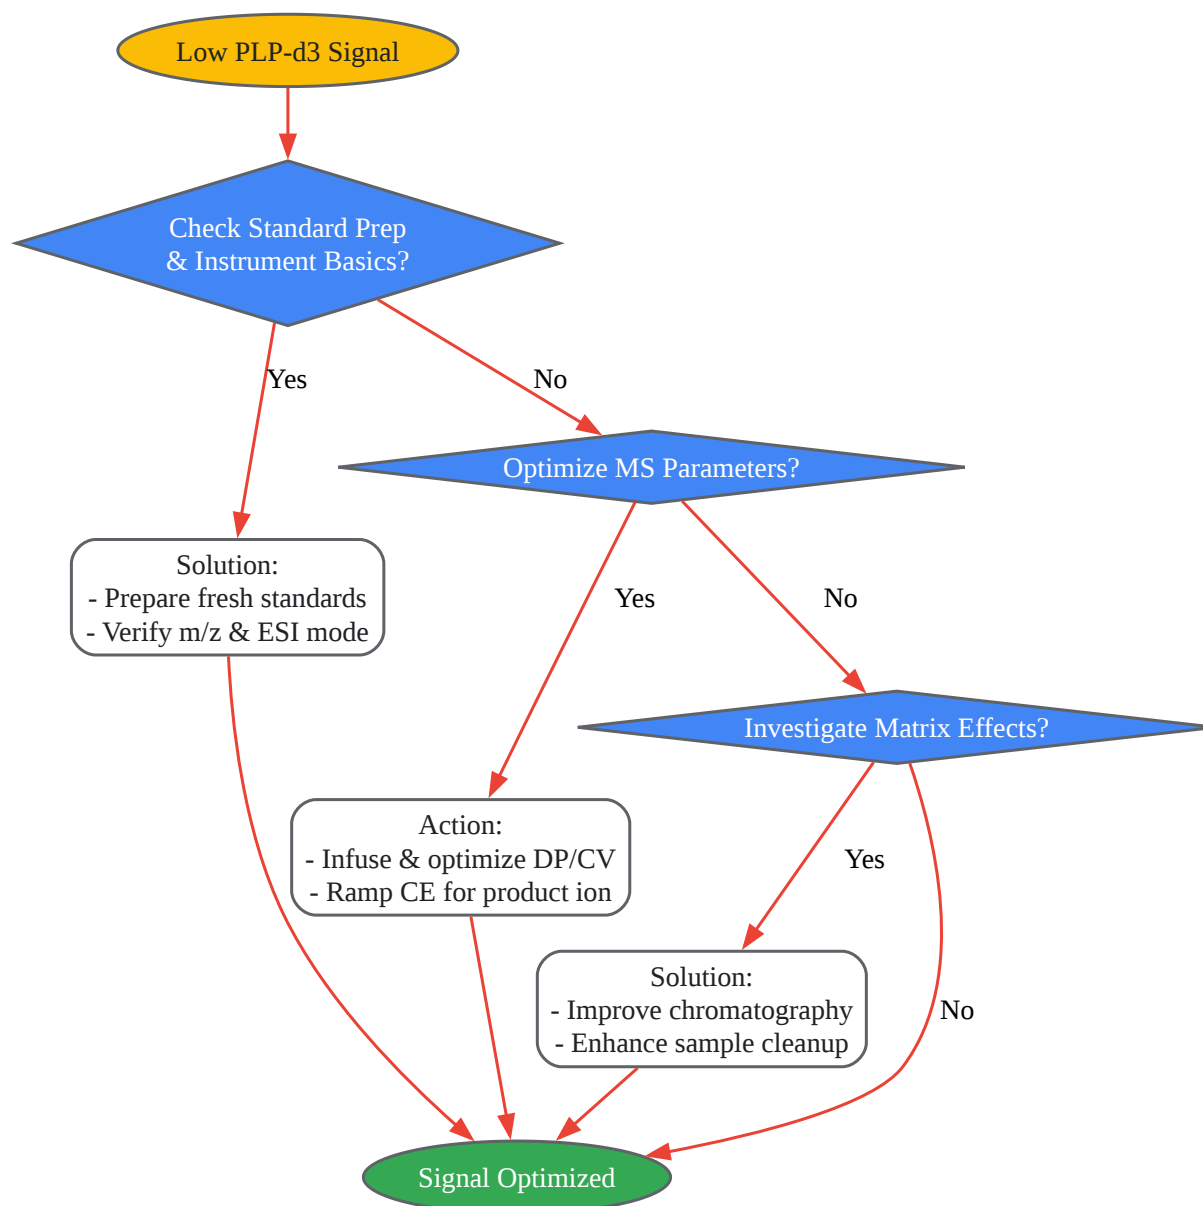 Low PLP-d3 Signal
Check Standard Prep
& Instrument Basics?
Yes
No
Optimize MS Parameters?
Solution:
- Prepare fresh standards
- Verify m/z & ESI mode
Yes
No
Investigate Matrix Effects?
Action:
- Infuse & optimize DP/CV
- Ramp CE for product ion
Yes
Solution:
- Improve chromatography
- Enhance sample cleanup
No
Signal Optimized